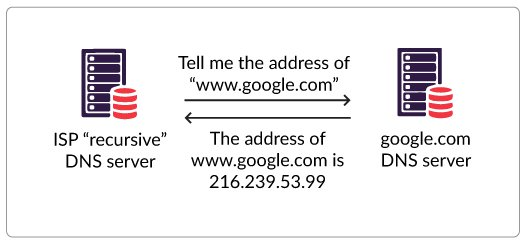 Tell me the address of
“www.google.com”
ISP “recursive”
DNS server
The address of
www.google.com is
216.239.53.99
google.com
DNS server